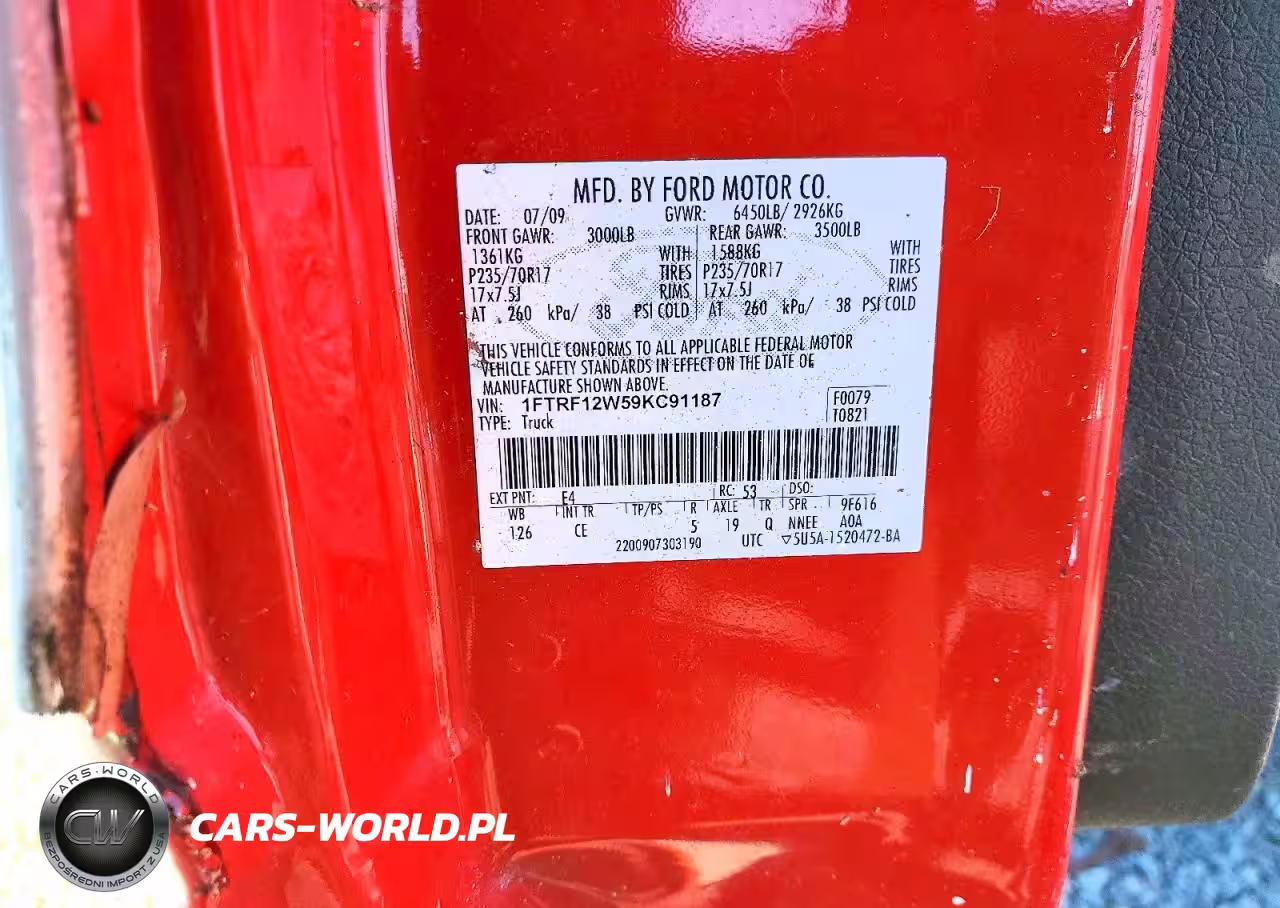 MFD. BY FORD MOTOR CO.
DATE: 07/09 GVWR: 6450LB/ 2926KG
FRONT GAWR: 3000LB REAR GAWR: 3500LB
1361KG WITH 1588KG WITH
P235/70R17 TIRES P235/70R17 TIRES
17x7.5J RIMS 17x7.5J RIMS
AT 260 kPa/ 38 PSI COLD AT 260 kPa/ 38 PSI COLD
THIS VEHICLE CONFORMS TO ALL APPLICABLE FEDERAL MOTOR
VEHICLE SAFETY STANDARDS IN EFFECT ON THE DATE OF
MANUFACTURE SHOWN ABOVE.
VIN: 1FTRF12W59KC91187 F0079
TYPE: Truck T0821
EXT PNT: E4 RC: 53 DSO:
WB INT TR TP/PS R AXLE TR SPR 9F616
126 CE 5 19 Q NNEE A0A
2200907303190 UTC ▽5U5A-1520472-BA
CARS-WORLD
CW
BEZPOŚREDNI IMPORT Z USA
CARS-WORLD.PL